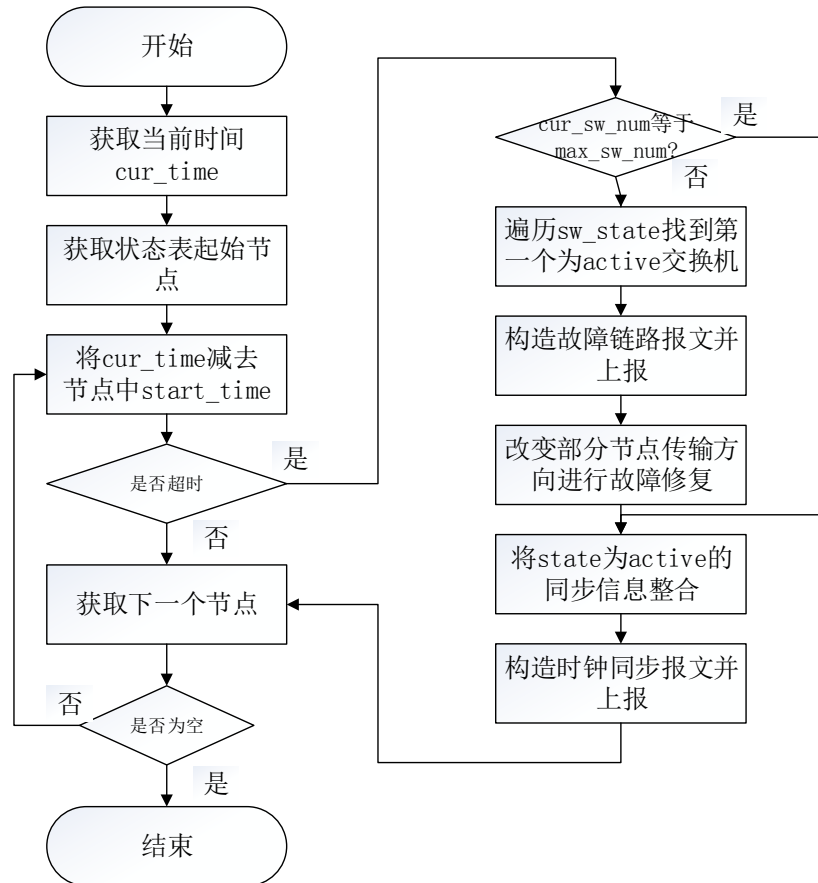 开始
获取当前时间
cur_time
获取状态表起始节
点
将cur_time减去
节点中start_time
是否超时
是
否
获取下一个节点
是否为空
否
是
结束
cur_sw_num等于
max_sw_num?
是
否
遍历sw_state找到第
一个为active交换机
构造故障链路报文并
上报
改变部分节点传输方
向进行故障修复
将state为active的
同步信息整合
构造时钟同步报文并
上报